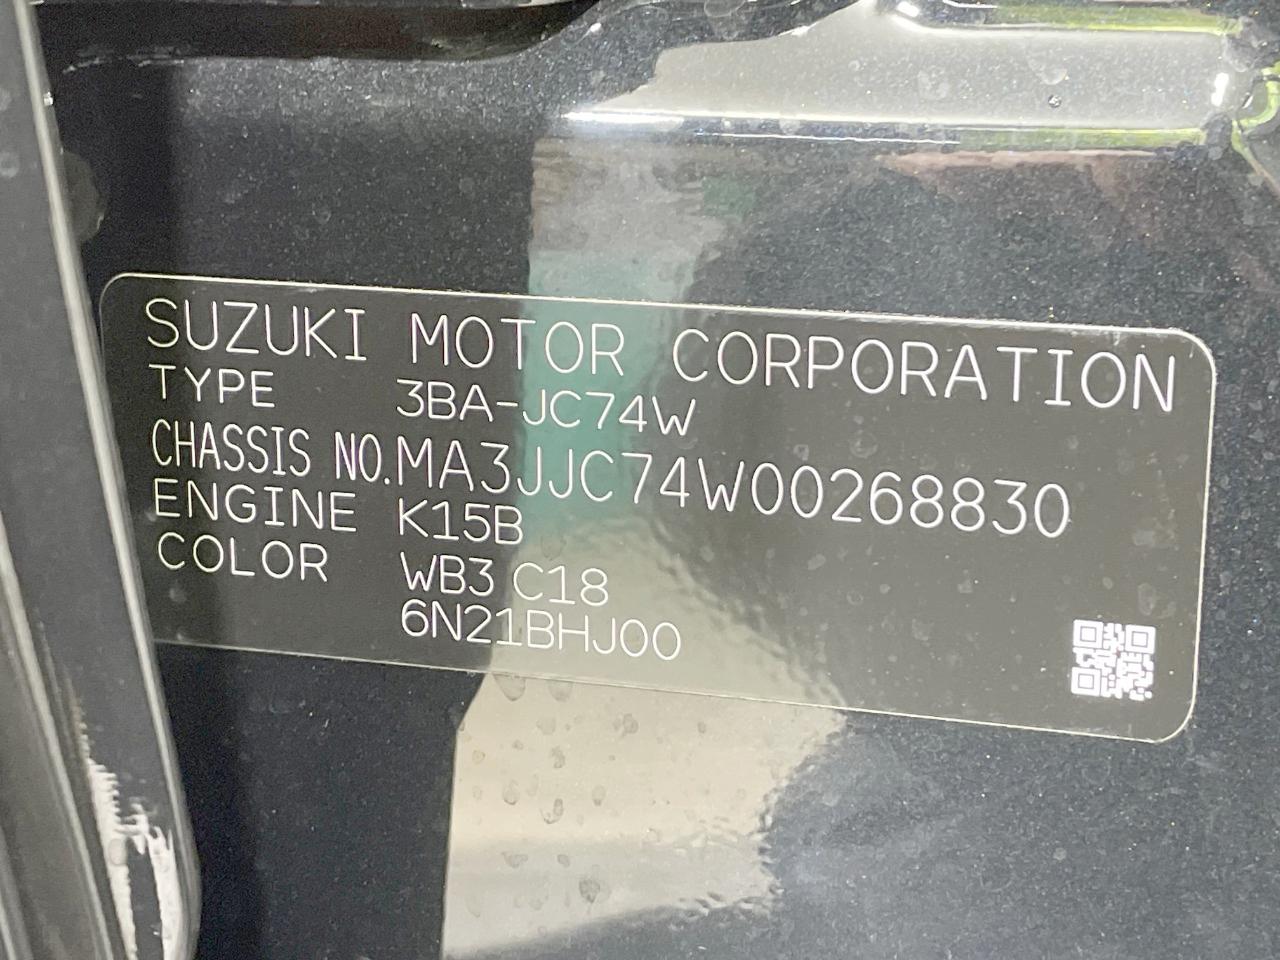 SUZUKI MOTOR CORPORATION
TYPE 3BA-JC74W
CHASSIS NO. MA3JJC74W00268830
ENGINE K15B
COLOR WB3 C18
6N21BHJ00